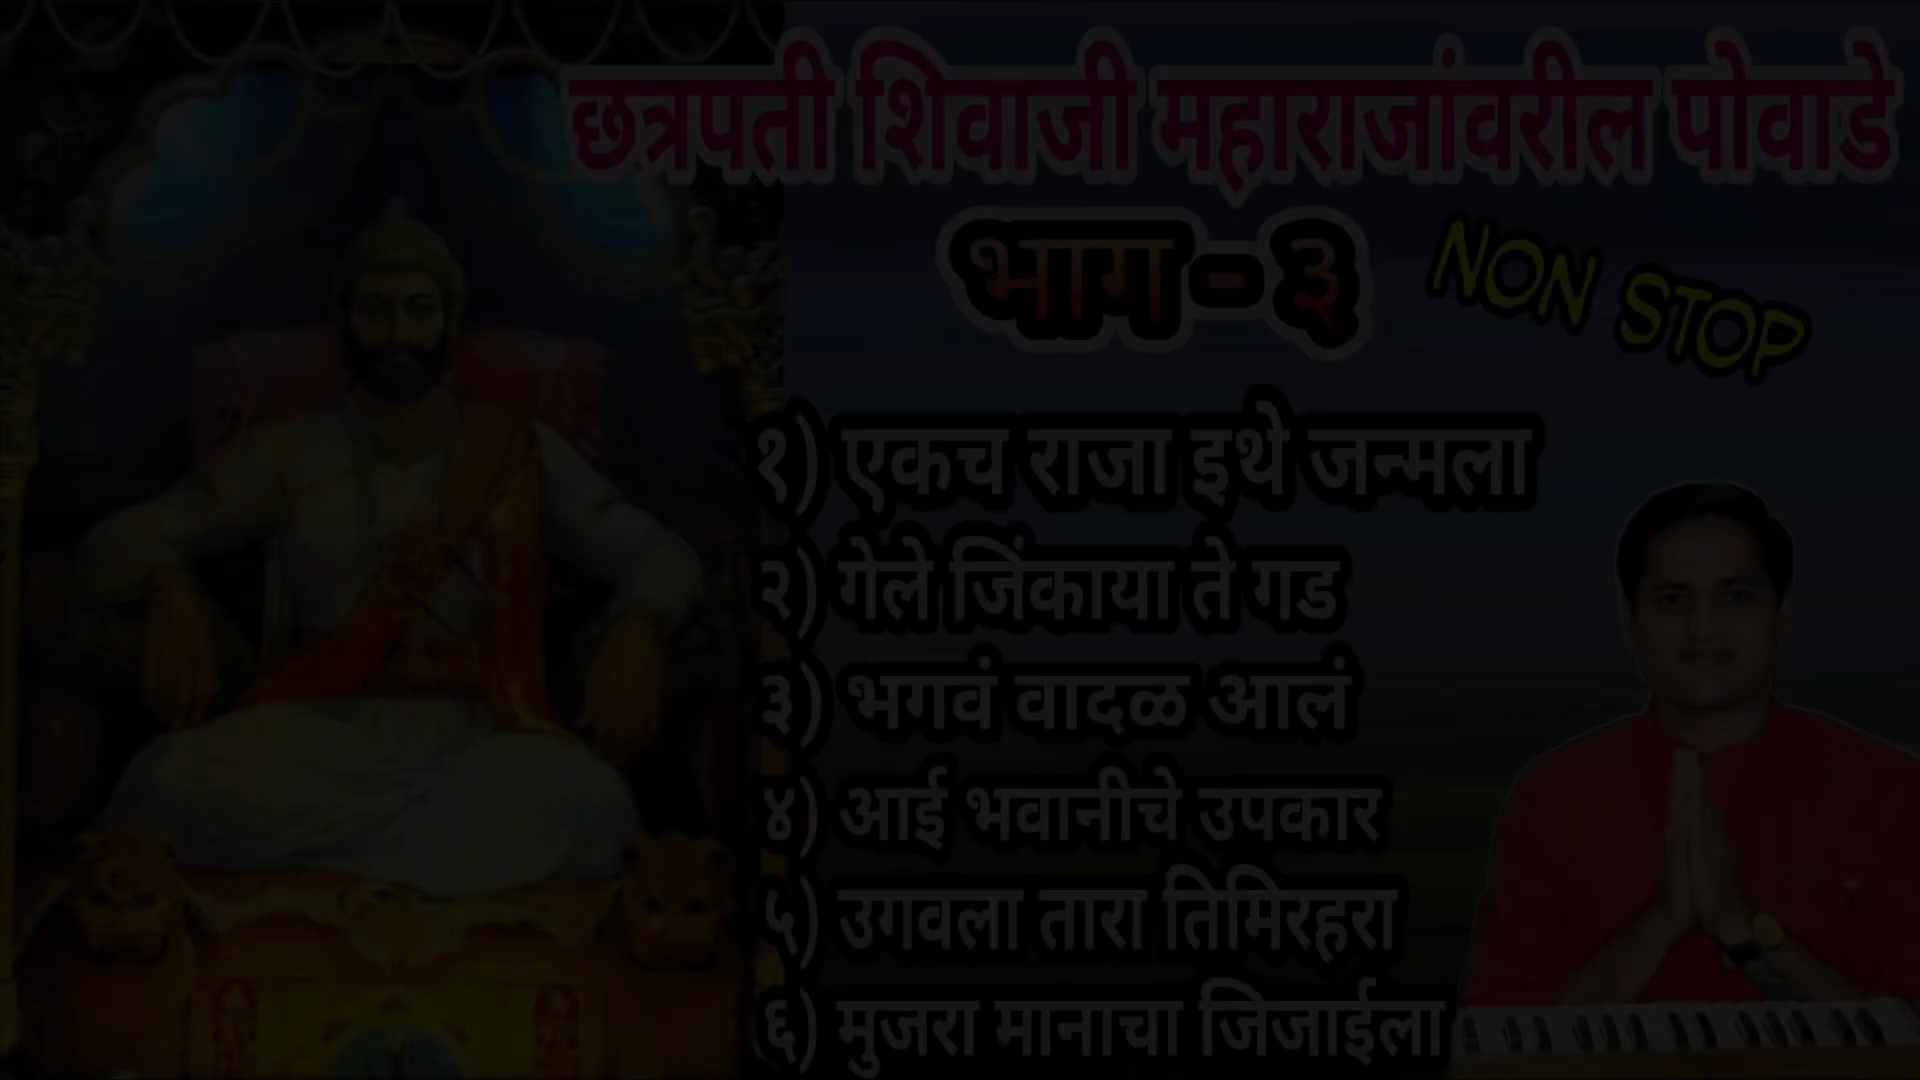 छत्रपती शिवाजी महाराजांवरील पोवाडे
भाग - ३
NON STOP
१) एकच राजा इथे जन्मला
२) गेले जिंकाया ते गड
३) भगवं वादळ आलं
४) आई भवानीचे उपकार
५) उगवला तारा तिमिरहरा
६) मुजरा मानाचा जिजाईला